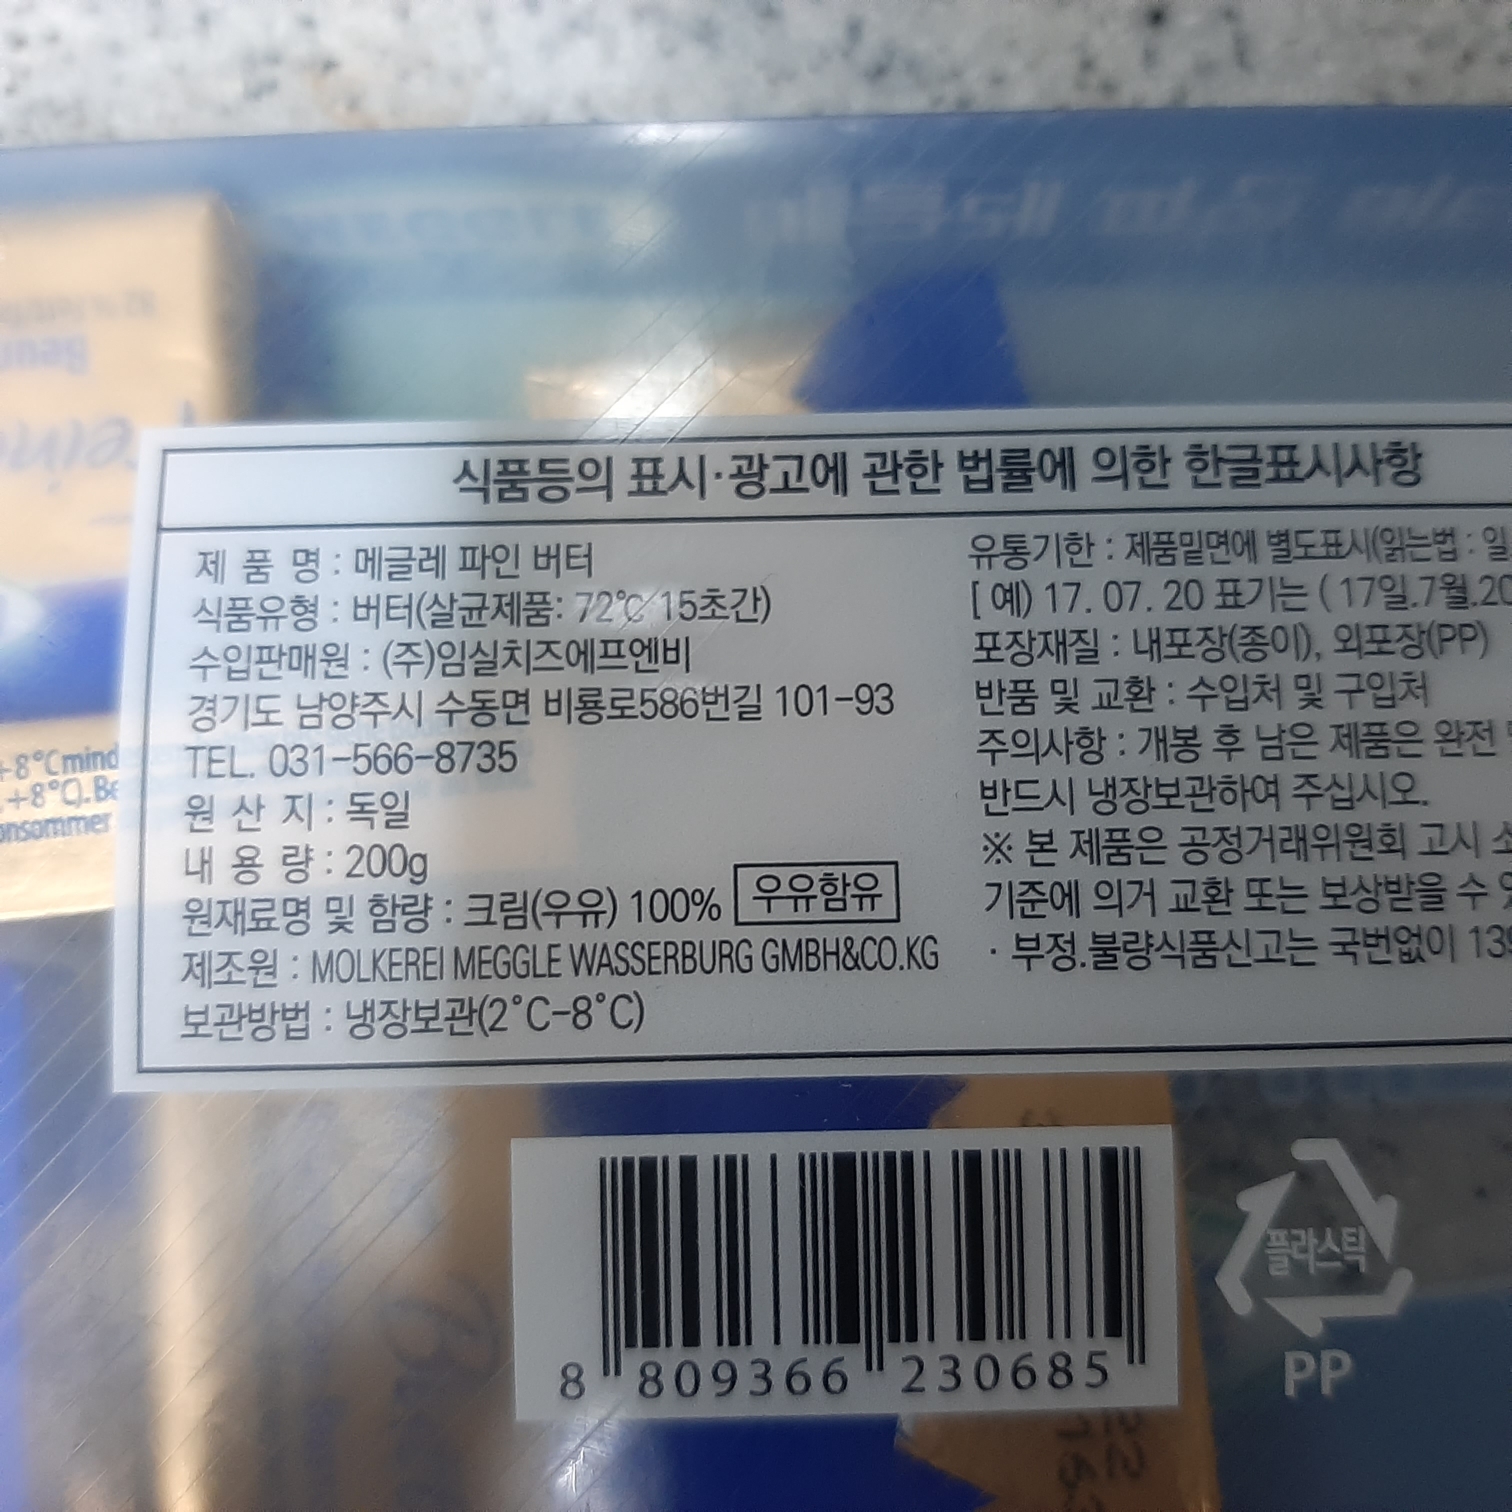 식품등의 표시·광고에 관한 법률에 의한 한글표시사항
제 품 명 : 메글레 파인 버터
식품유형 : 버터(살균제품: 72℃ 15초간)
수입판매원 : (주)임실치즈에프엔비
경기도 남양주시 수동면 비룡로586번길 101-93
TEL. 031-566-8735
원 산 지 : 독일
내 용 량 : 200g
원재료명 및 함량 : 크림(우유) 100% 우유함유
제조원 : MOLKEREI MEGGLE WASSERBURG GMBH&CO.KG
보관방법 : 냉장보관(2°C-8°C)
유통기한 : 제품밑면에 별도표시(읽는법 : 일
[ 예) 17. 07. 20 표기는 ( 17일.7월.20
포장재질 : 내포장(종이), 외포장(PP)
반품 및 교환 : 수입처 및 구입처
주의사항 : 개봉 후 남은 제품은 완전
반드시 냉장보관하여 주십시오.
※ 본 제품은 공정거래위원회 고시
기준에 의거 교환 또는 보상받을 수
· 부정.불량식품신고는 국번없이 139
+8°C mind
+8°C). Be
onsommer
8 809366 230685
플라스틱
PP